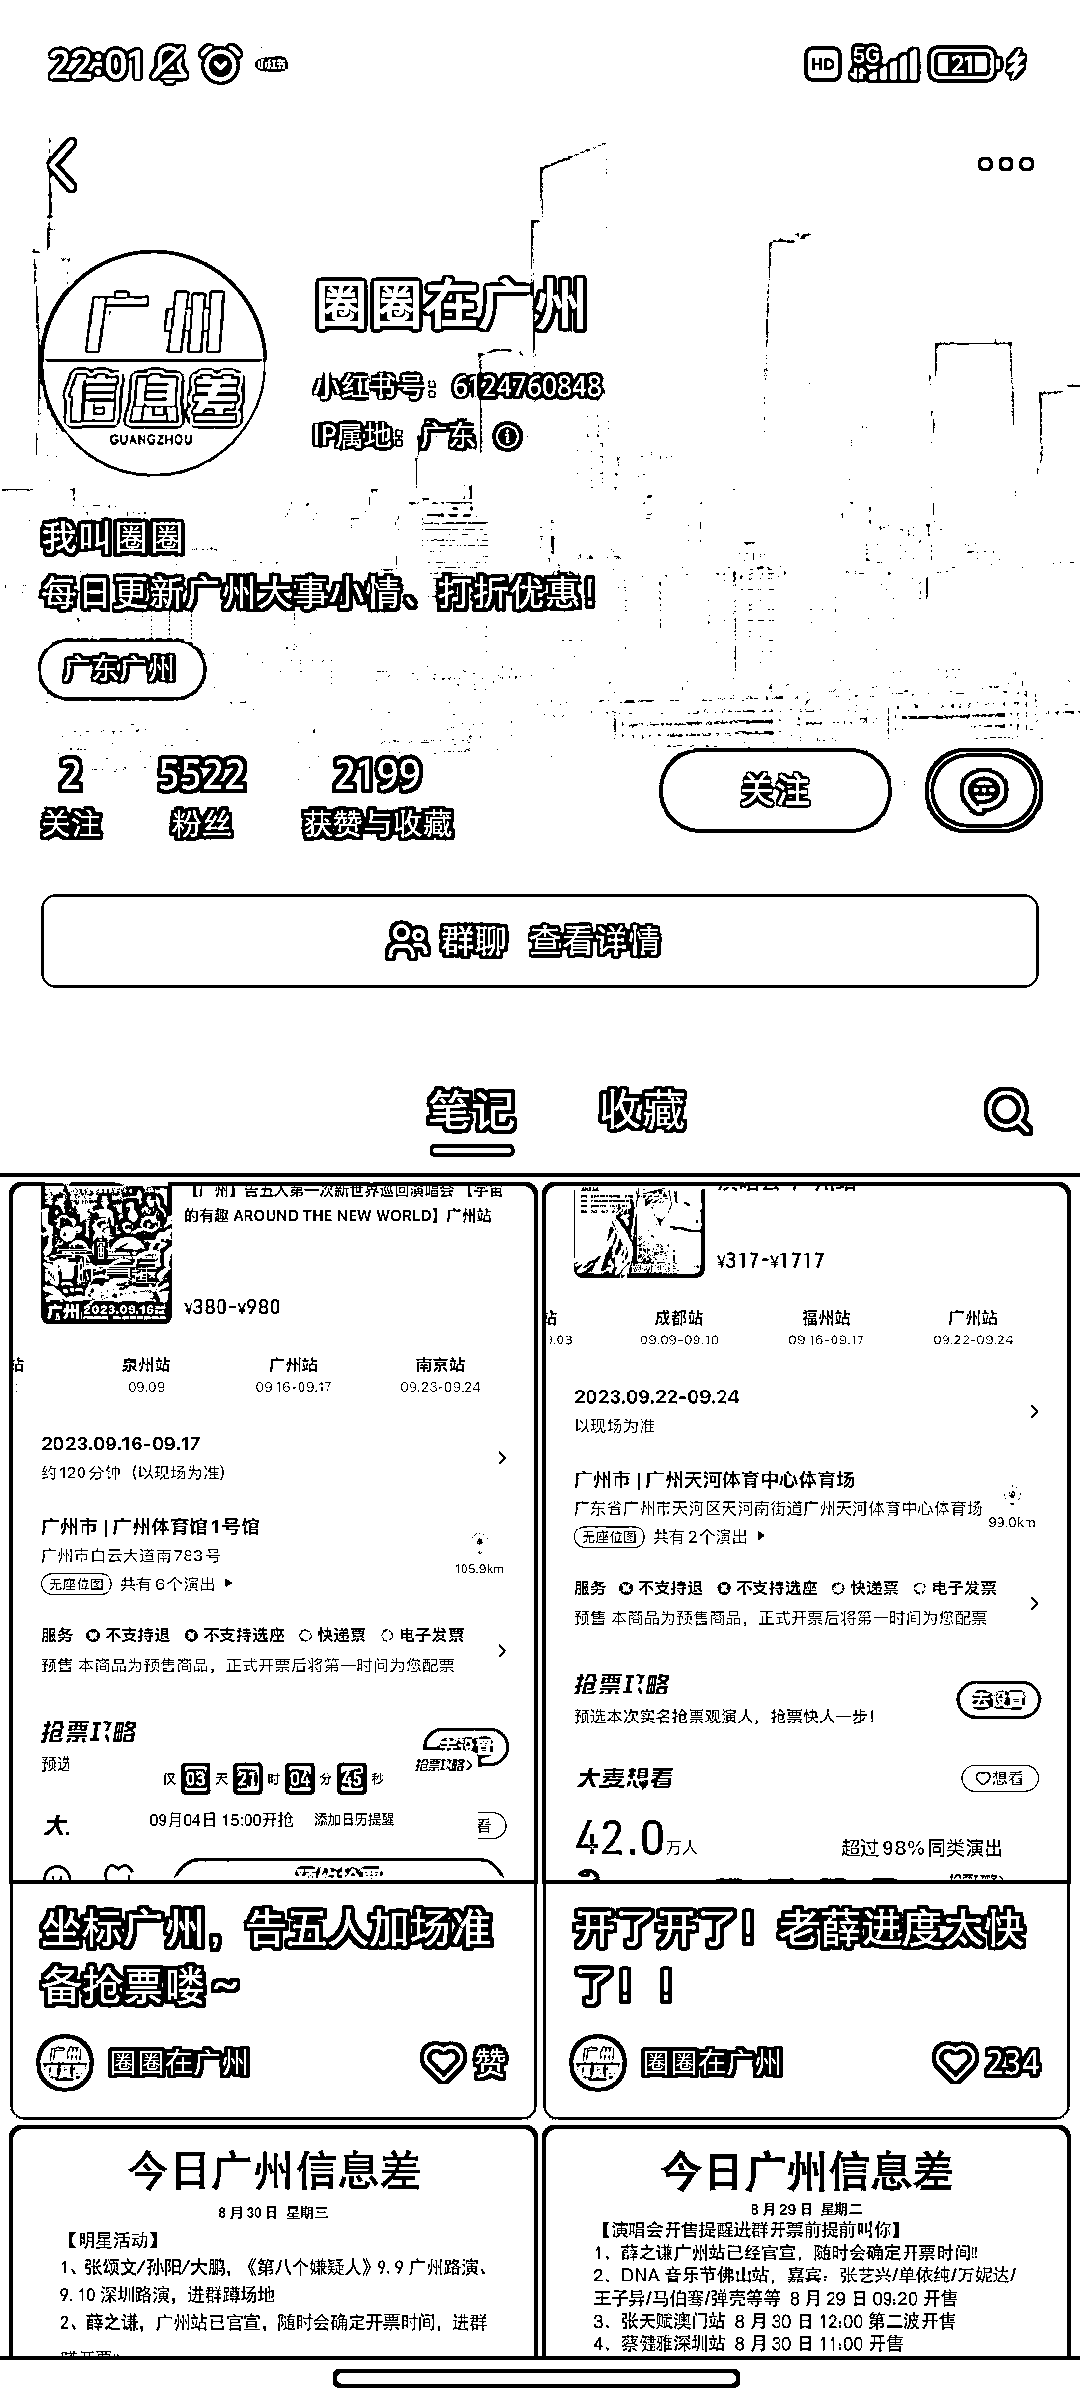 22:01
HD 5G 21
广州
信息差
GUANGZHOU
圈圈在广州
小红书号：6124760848
IP属地：广东
我叫圈圈
每日更新广州大事小情、打折优惠！
广东广州
2 关注
5522 粉丝
2199 获赞与收藏
关注
群聊 查看详情
笔记 收藏
【广州】告五人第一次新世界巡回演唱会 【宇宙
的有趣 AROUND THE NEW WORLD】广州站
广州 2023.09.16
¥380-¥980
站
泉州站 广州站 南京站
09.09 09.16-09.17 09.23-09.24
2023.09.16-09.17
约120分钟（以现场为准）
广州市 | 广州体育馆1号馆
广州市白云大道南783号
105.9km
无座位图 共有6个演出
服务 不支持退 不支持选座 快递票 电子发票
预售 本商品为预售商品，正式开票后将第一时间为您配票
抢票攻略
预选
抢票攻略>
仅 03 天 21 时 04 分 45 秒
大
09月04日 15:00开抢 添加日历提醒
看
坐标广州，告五人加场准
备抢票喽～
圈圈在广州 赞
¥317-¥1717
站 成都站 福州站 广州站
.03 09.09-09.10 09.16-09.17 09.22-09.24
2023.09.22-09.24
以现场为准
广州市 | 广州天河体育中心体育场
广东省广州市天河区天河南街道广州天河体育中心体育场
99.0km
无座位图 共有2个演出
服务 不支持退 不支持选座 快递票 电子发票
预售 本商品为预售商品，正式开票后将第一时间为您配票
抢票攻略
去设置
预选本次实名抢票观演人，抢票快人一步！
大麦想看
想看
42.0万人 超过98%同类演出
开了开了！老薛进度太快
了！！
圈圈在广州 234
今日广州信息差
8月30日 星期三
【明星活动】
1、张颂文/孙阳/大鹏，《第八个嫌疑人》9.9 广州路演、
9.10 深圳路演，进群蹲场地
2、薛之谦，广州站已官宣，随时会确定开票时间，进群
今日广州信息差
8月29日 星期二
【演唱会开售提醒进群开票前提前叫你】
1、薛之谦广州站已经官宣，随时会确定开票时间!!
2、DNA 音乐节佛山站，嘉宾：张艺兴/单依纯/万妮达/
王子异/马伯骞/弹壳等等 8 月 29 日 09:20 开售
3、张天赋澳门站 8 月 30 日 12:00 第二波开售
4、蔡健雅深圳站 8 月 30 日 11:00 开售